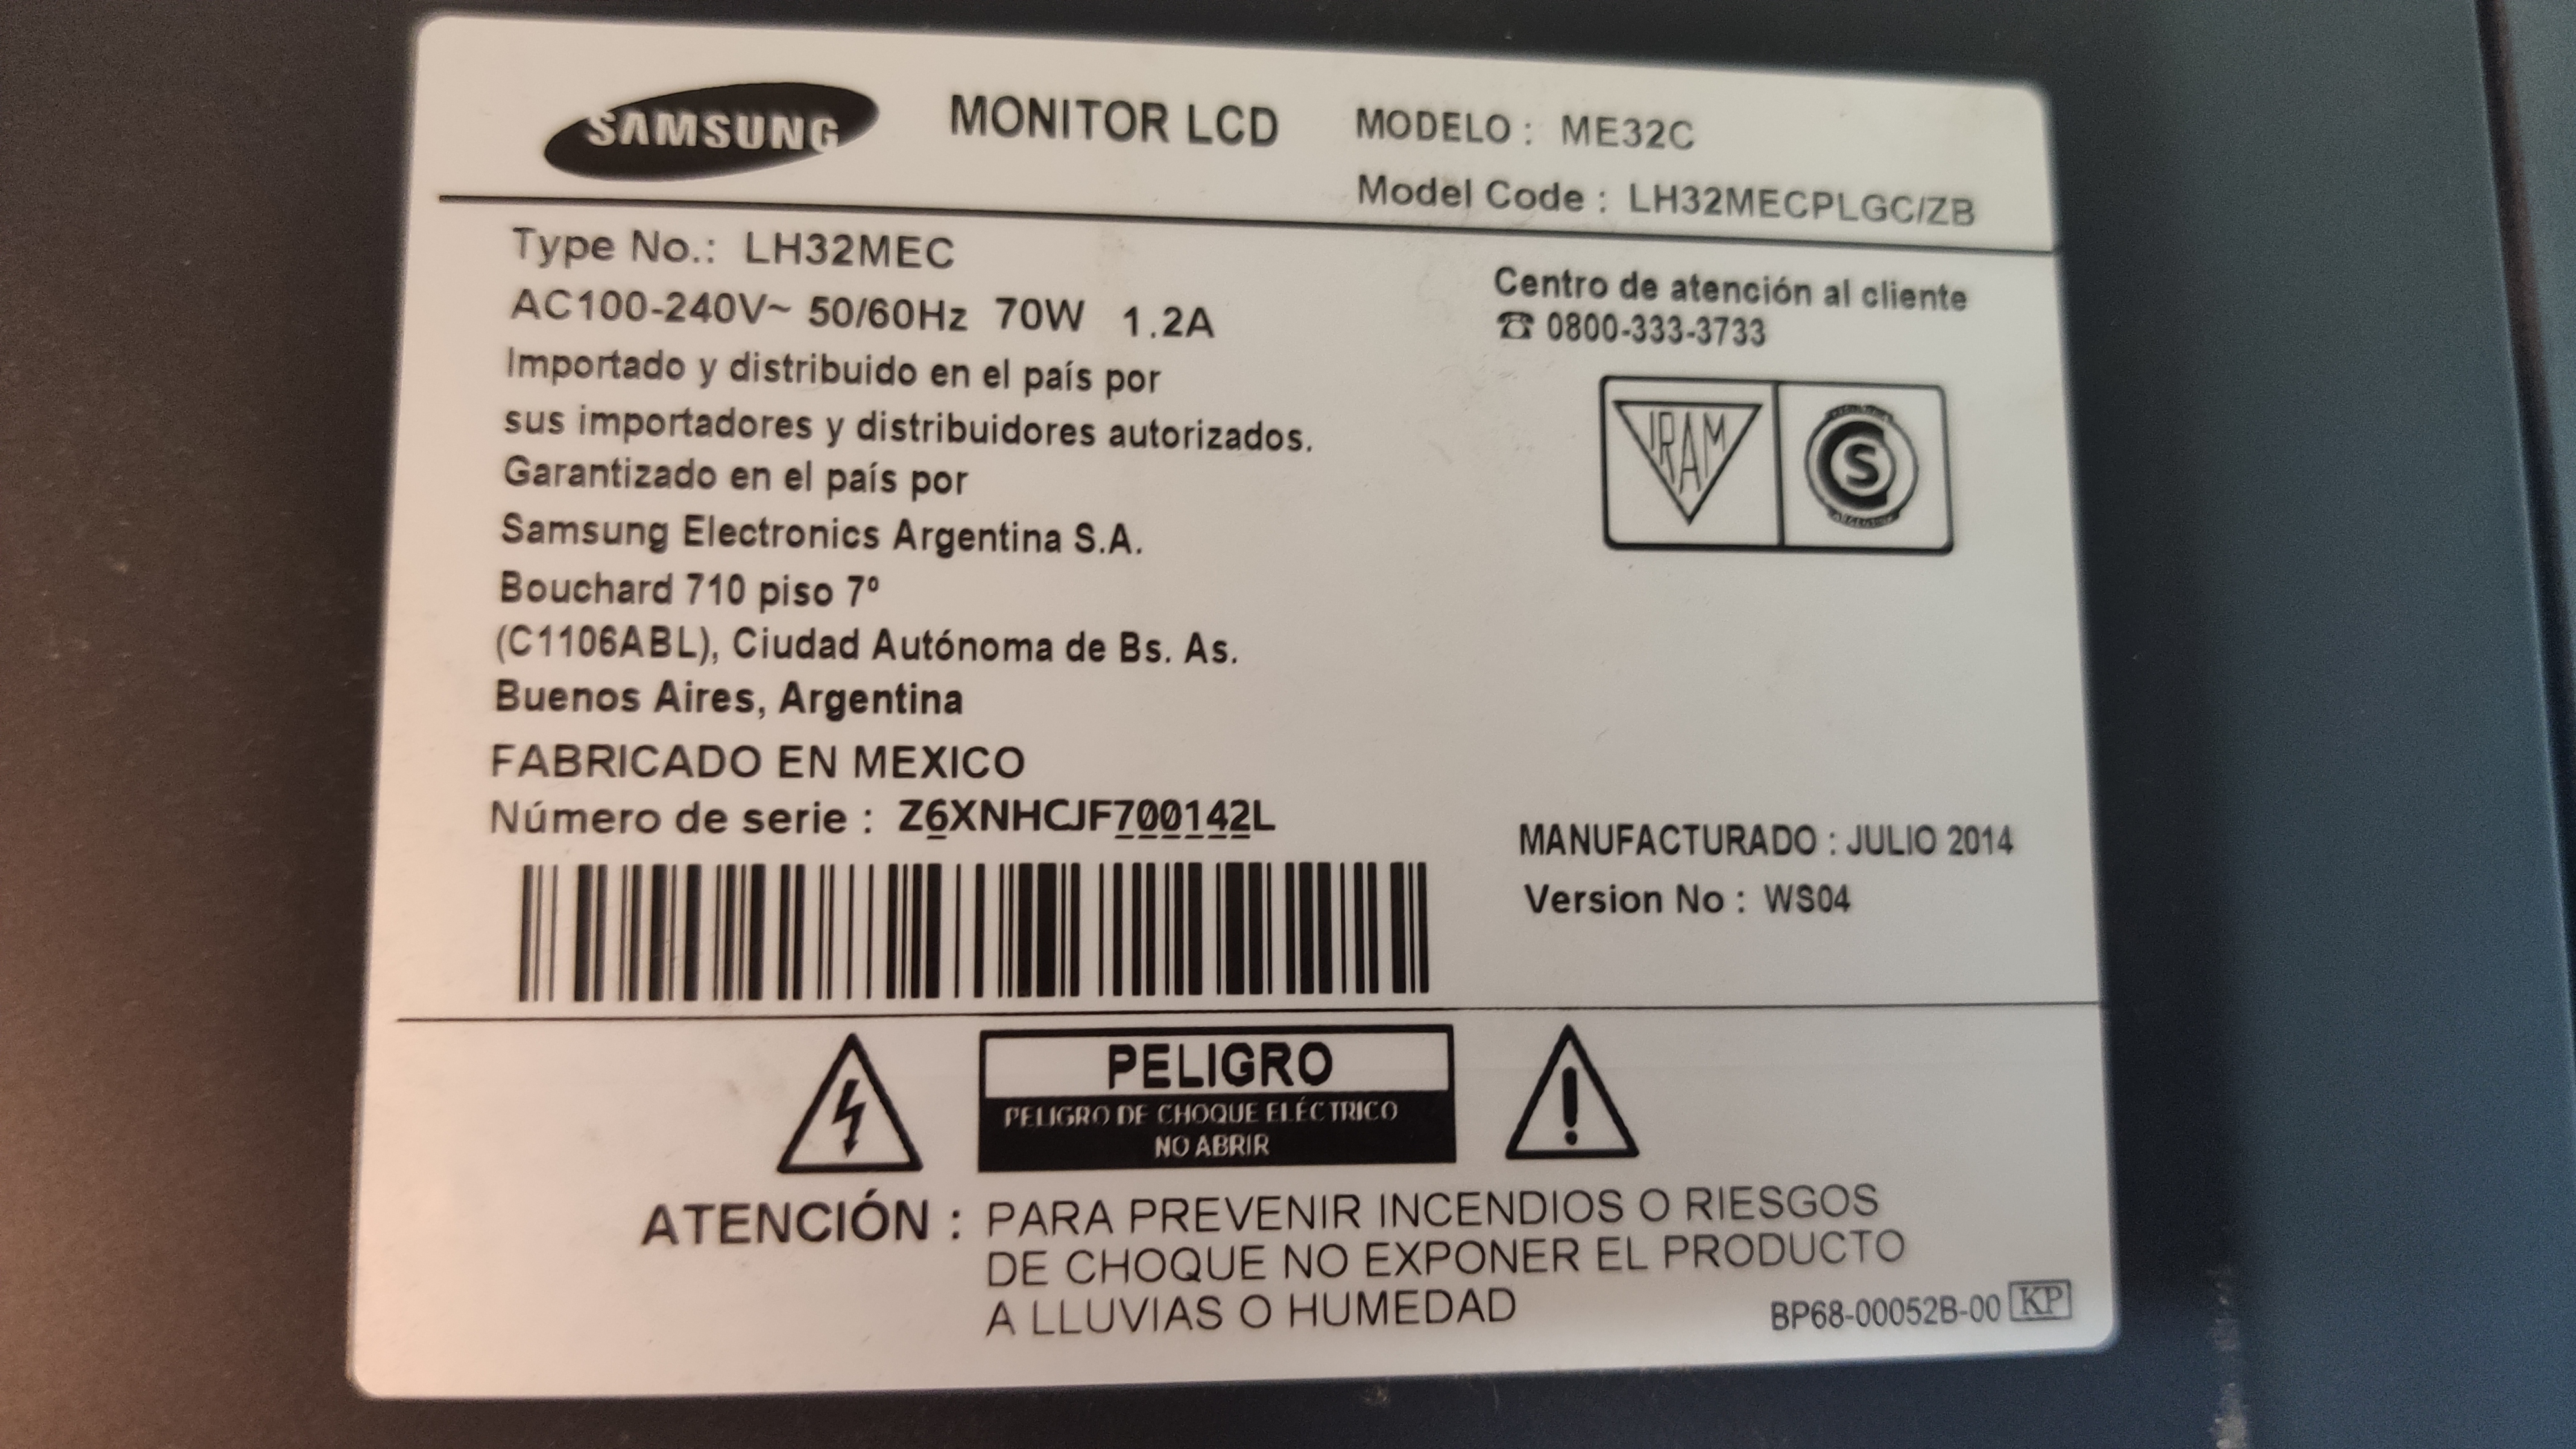 SAMSUNG
MONITOR LCD
MODELO : ME32C
Model Code : LH32MECPLGC/ZB
Type No.: LH32MEC
AC100-240V~ 50/60Hz 70W 1.2A
Importado y distribuido en el país por
sus importadores y distribuidores autorizados.
Garantizado en el país por
Samsung Electronics Argentina S.A.
Bouchard 710 piso 7º
(C1106ABL), Ciudad Autónoma de Bs. As.
Buenos Aires, Argentina
FABRICADO EN MEXICO
Número de serie : Z6XNHCJF700142L
Centro de atención al cliente
☎ 0800-333-3733
IRAM
S
ARGENTINA
MANUFACTURADO : JULIO 2014
Version No : WS04
PELIGRO
PELIGRO DE CHOQUE ELÉCTRICO
NO ABRIR
ATENCIÓN : PARA PREVENIR INCENDIOS O RIESGOS
DE CHOQUE NO EXPONER EL PRODUCTO
A LLUVIAS O HUMEDAD
BP68-00052B-00 KP